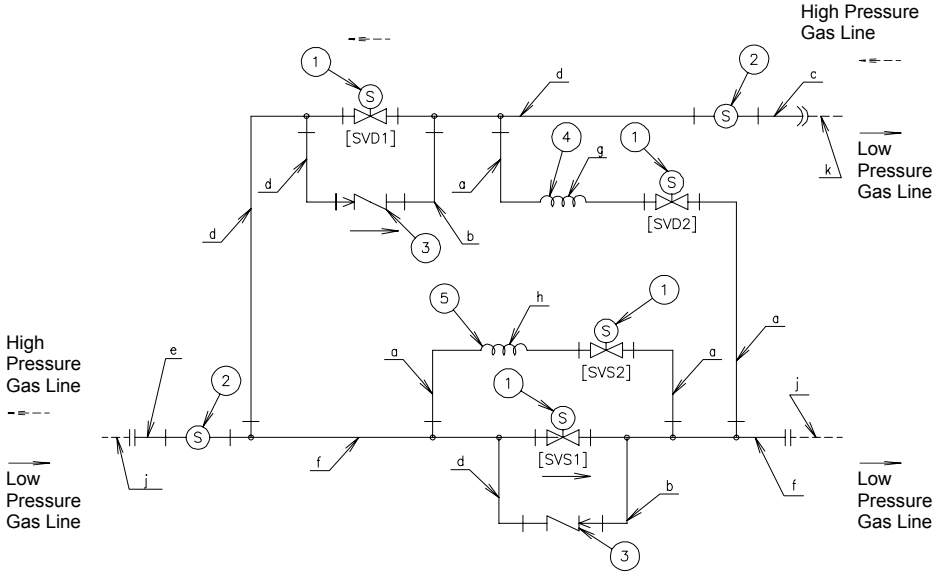 High Pressure
Gas Line
1
S
[SVD1]
d
2
S
c
k
Low
Pressure
Gas Line
d
a
4
g
1
S
[SVD2]
d
3
b
High
Pressure
Gas Line
e
2
S
j
Low
Pressure
Gas Line
5
h
1
S
[SVS2]
a
a
a
1
S
[SVS1]
f
d
b
3
j
f
Low
Pressure
Gas Line